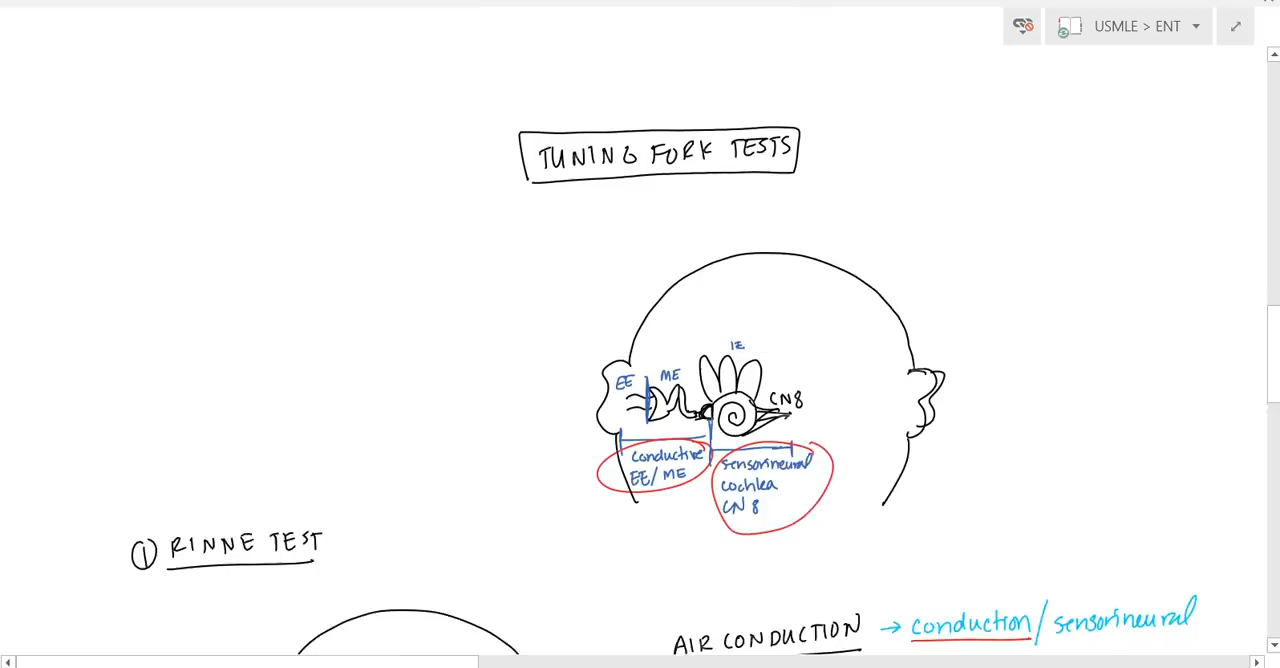 USMLE > ENT
TUNING FORK TESTS
IE
EE
ME
CN8
conductive
EE/ME
sensorineural
cochlea
CN 8
① RINNE TEST
AIR CONDUCTION → conduction/sensorineural